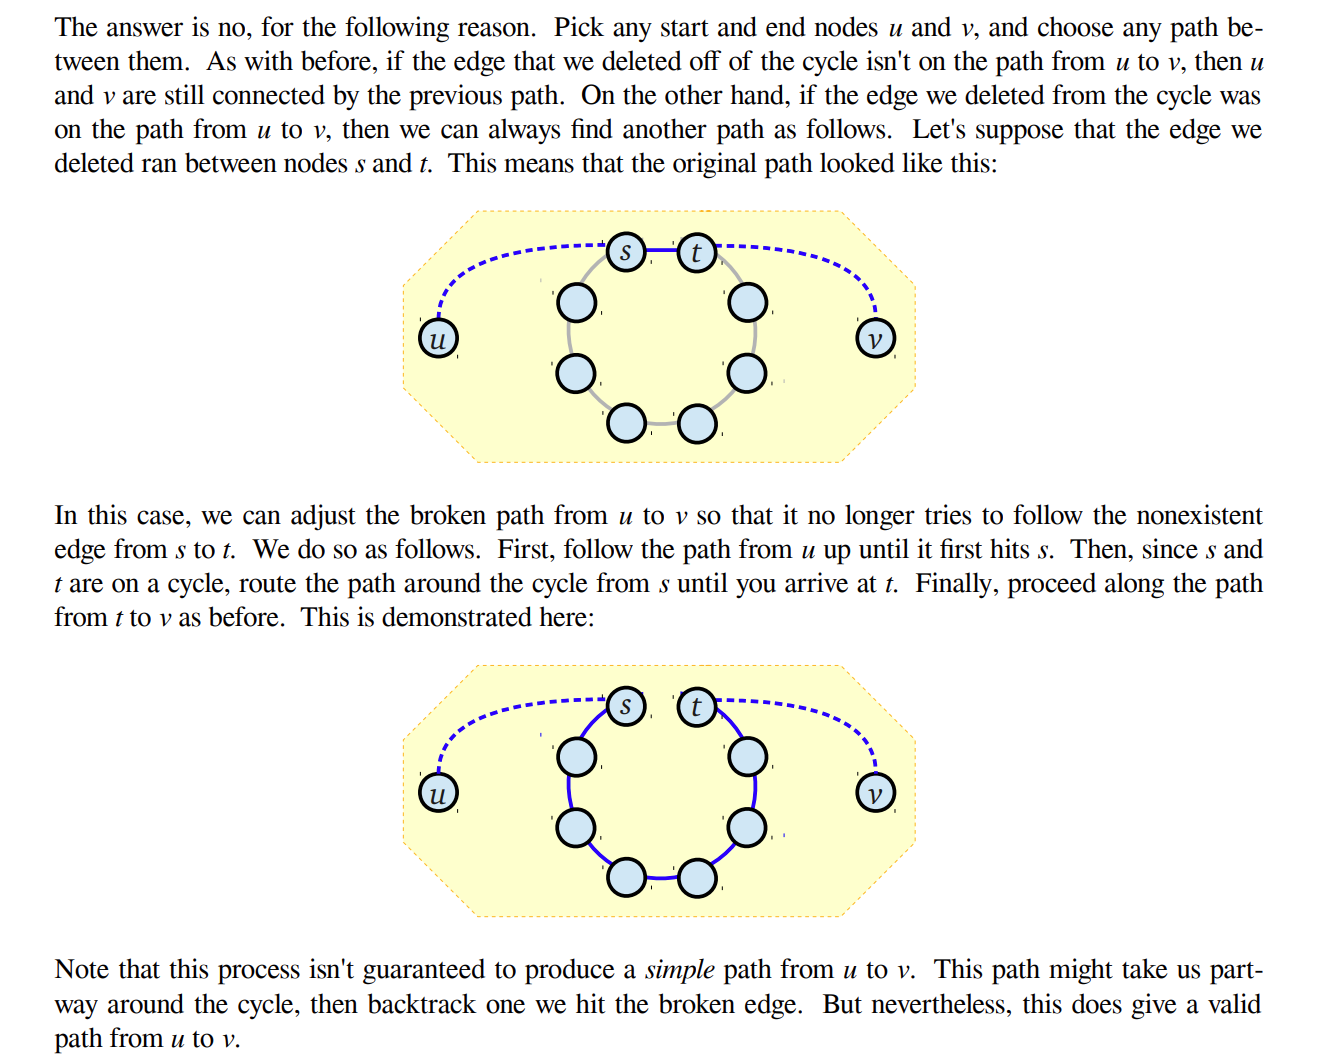 The answer is no, for the following reason. Pick any start and end nodes u and v, and choose any path be-
tween them. As with before, if the edge that we deleted off of the cycle isn't on the path from u to v, then u
and v are still connected by the previous path. On the other hand, if the edge we deleted from the cycle was
on the path from u to v, then we can always find another path as follows. Let's suppose that the edge we
deleted ran between nodes s and t. This means that the original path looked like this:
s t
u v
In this case, we can adjust the broken path from u to v so that it no longer tries to follow the nonexistent
edge from s to t. We do so as follows. First, follow the path from u up until it first hits s. Then, since s and
t are on a cycle, route the path around the cycle from s until you arrive at t. Finally, proceed along the path
from t to v as before. This is demonstrated here:
s t
u v
Note that this process isn't guaranteed to produce a simple path from u to v. This path might take us part-
way around the cycle, then backtrack one we hit the broken edge. But nevertheless, this does give a valid
path from u to v.